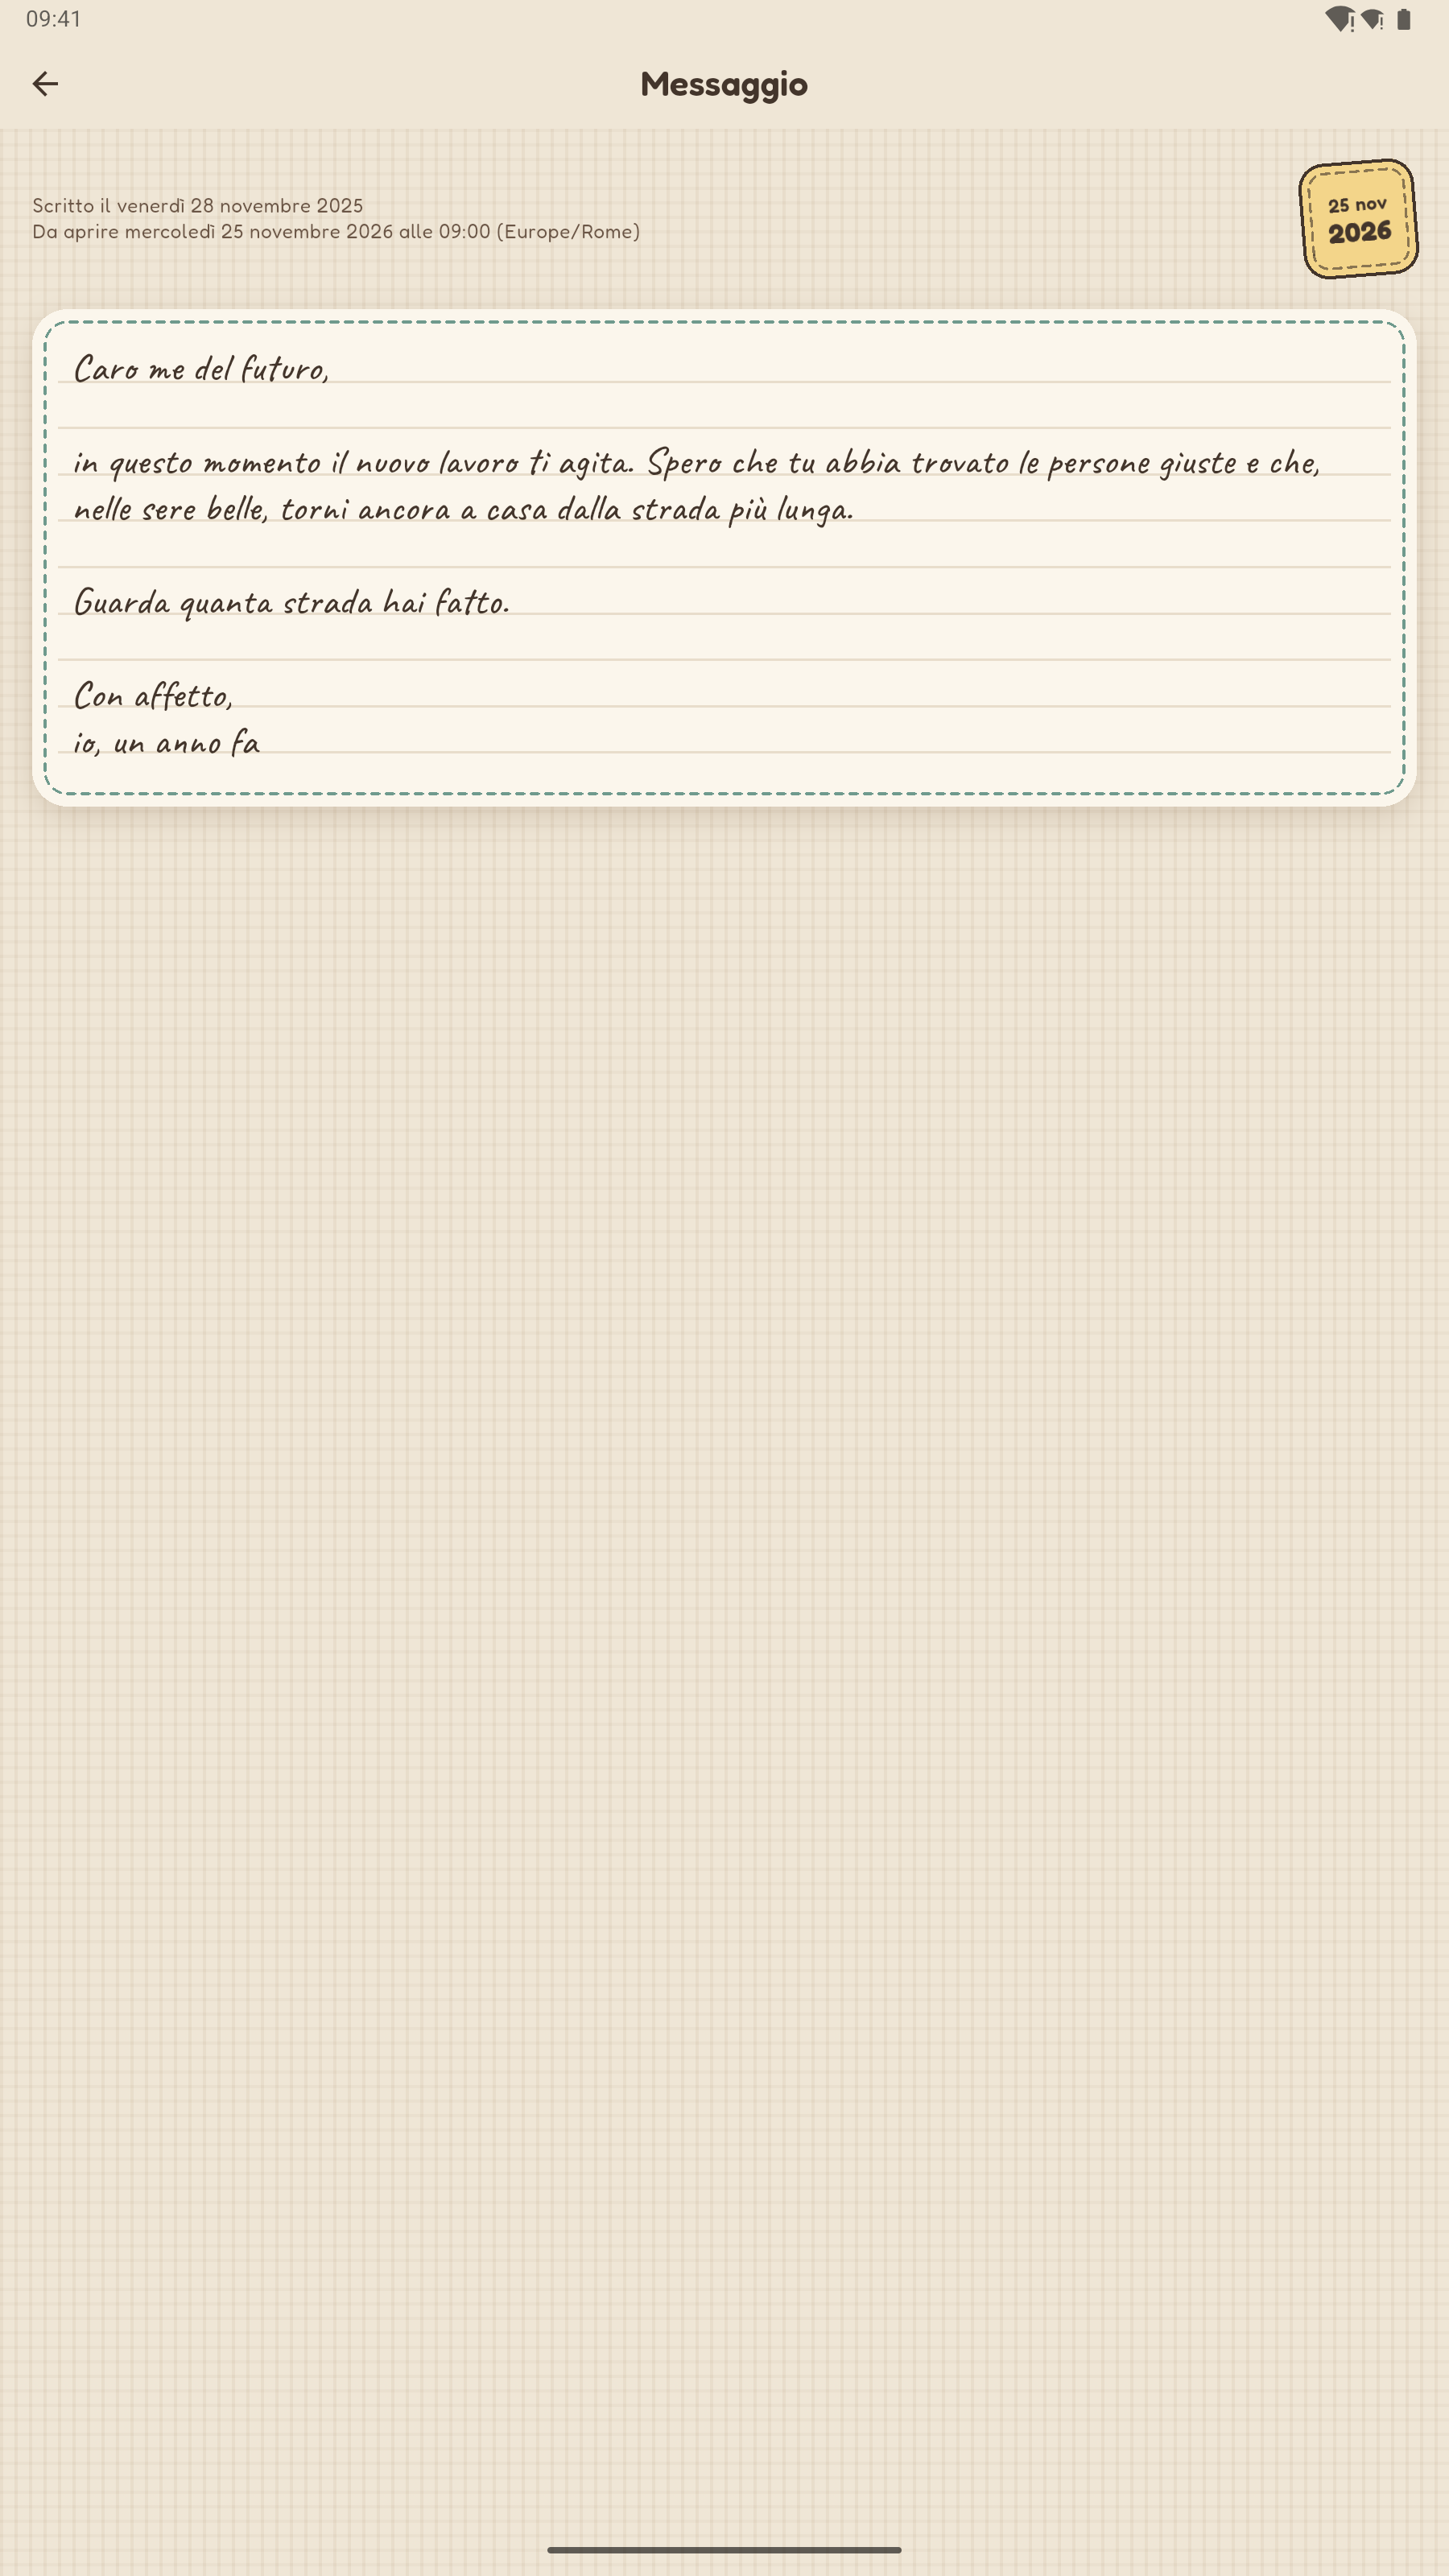 09:41
Messaggio
Scritto il venerdì 28 novembre 2025
Da aprire mercoledì 25 novembre 2026 alle 09:00 (Europe/Rome)
25 nov
2026
Caro me del futuro,
in questo momento il nuovo lavoro ti agita. Spero che tu abbia trovato le persone giuste e che,
nelle sere belle, torni ancora a casa dalla strada più lunga.
Guarda quanta strada hai fatto.
Con affetto,
io, un anno fa